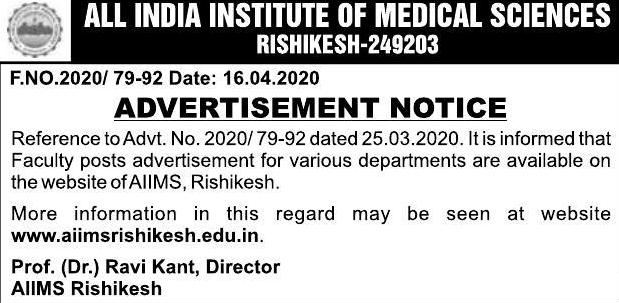 ALL INDIA INSTITUTE OF MEDICAL SCIENCES
RISHIKESH-249203
F.NO.2020/ 79-92 Date: 16.04.2020
ADVERTISEMENT NOTICE
Reference to Advt. No. 2020/ 79-92 dated 25.03.2020. It is informed that
Faculty posts advertisement for various departments are available on
the website of AIIMS, Rishikesh.
More information in this regard may be seen at website
www.aiimsrishikesh.edu.in.
Prof. (Dr.) Ravi Kant, Director
AIIMS Rishikesh